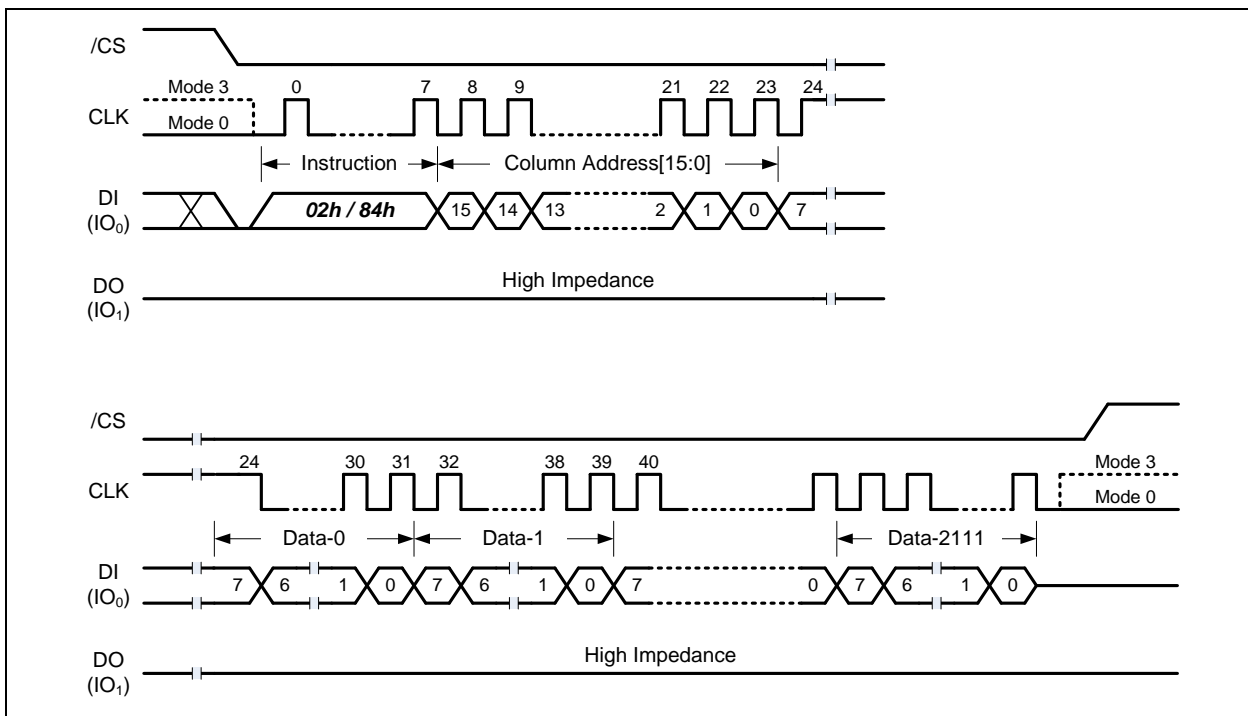 /CS
Mode 3 0 7 8 9 21 22 23 24
CLK
Mode 0
Instruction Column Address[15:0]
DI
(IO0) 02h / 84h 15 14 13 2 1 0 7
DO
(IO1)
High Impedance
/CS
24 30 31 32 38 39 40 Mode 3
CLK
Mode 0
Data-0 Data-1 Data-2111
DI
(IO0) 7 6 1 0 7 6 1 0 7 0 7 6 1 0
DO
(IO1)
High Impedance